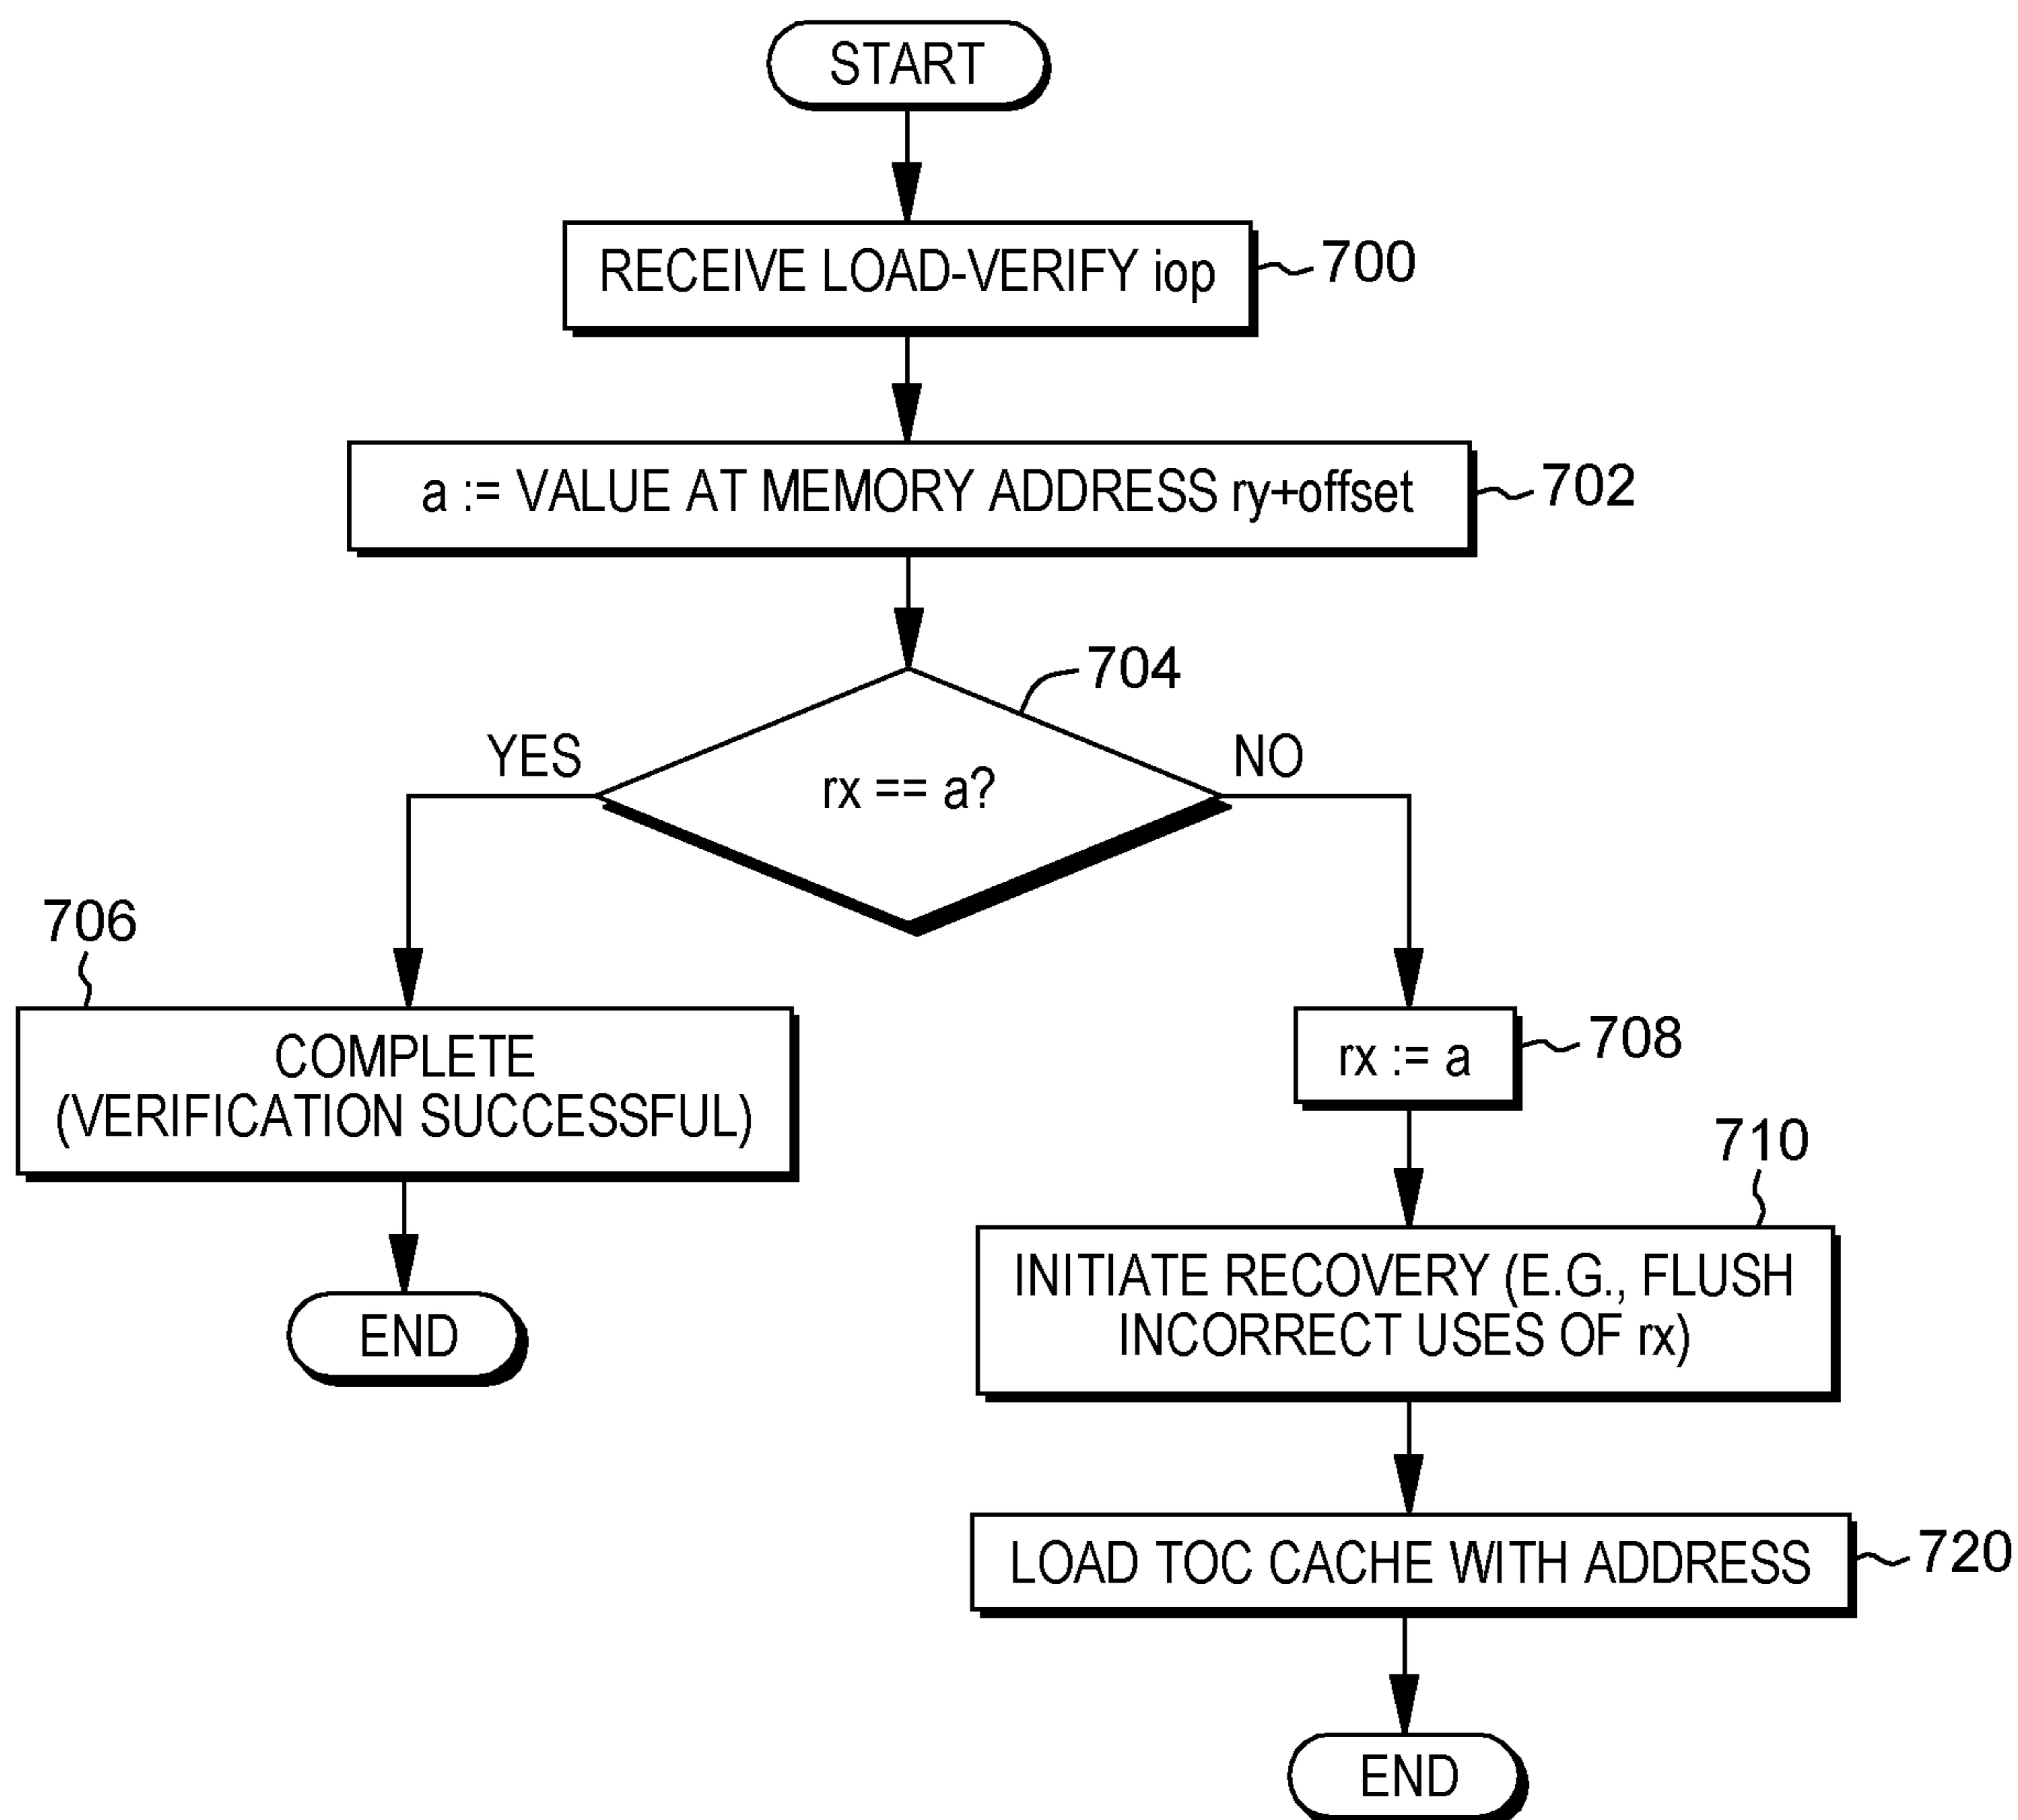 START
RECEIVE LOAD-VERIFY iop
700
a := VALUE AT MEMORY ADDRESS ry+offset
702
704
YES
rx == a?
NO
706
COMPLETE
(VERIFICATION SUCCESSFUL)
END
rx := a
708
710
INITIATE RECOVERY (E.G., FLUSH
INCORRECT USES OF rx)
LOAD TOC CACHE WITH ADDRESS
720
END